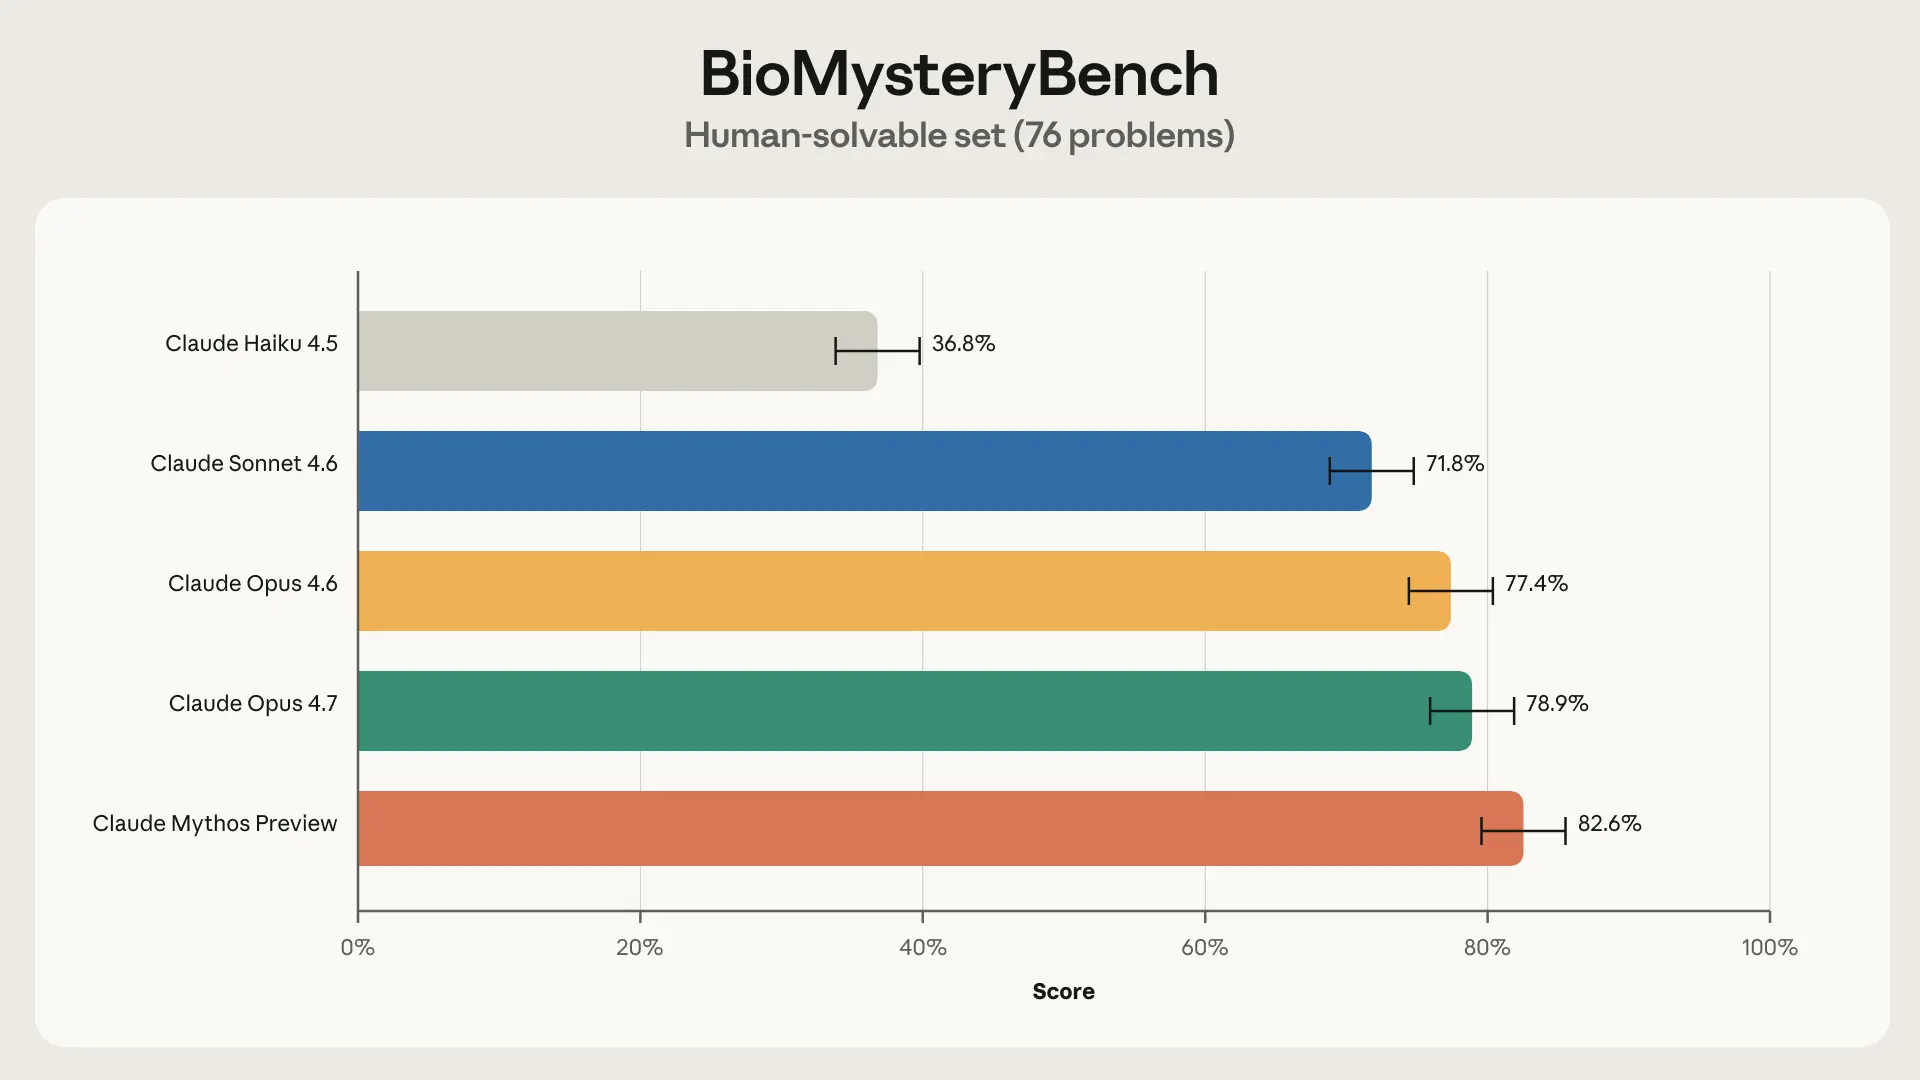 BioMysteryBench
Human-solvable set (76 problems)
Claude Haiku 4.5
36.8%
Claude Sonnet 4.6
71.8%
Claude Opus 4.6
77.4%
Claude Opus 4.7
78.9%
Claude Mythos Preview
82.6%
0%
20%
40%
60%
80%
100%
Score